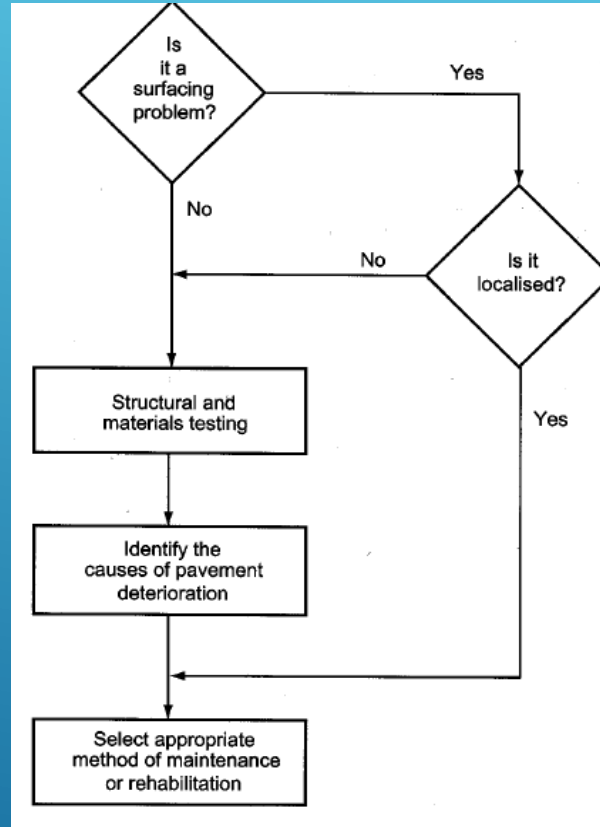 Is
it a
surfacing
problem?
Yes
No
No
Is it
localised?
Structural and
materials testing
Yes
Identify the
causes of pavement
deterioration
Select appropriate
method of maintenance
or rehabilitation